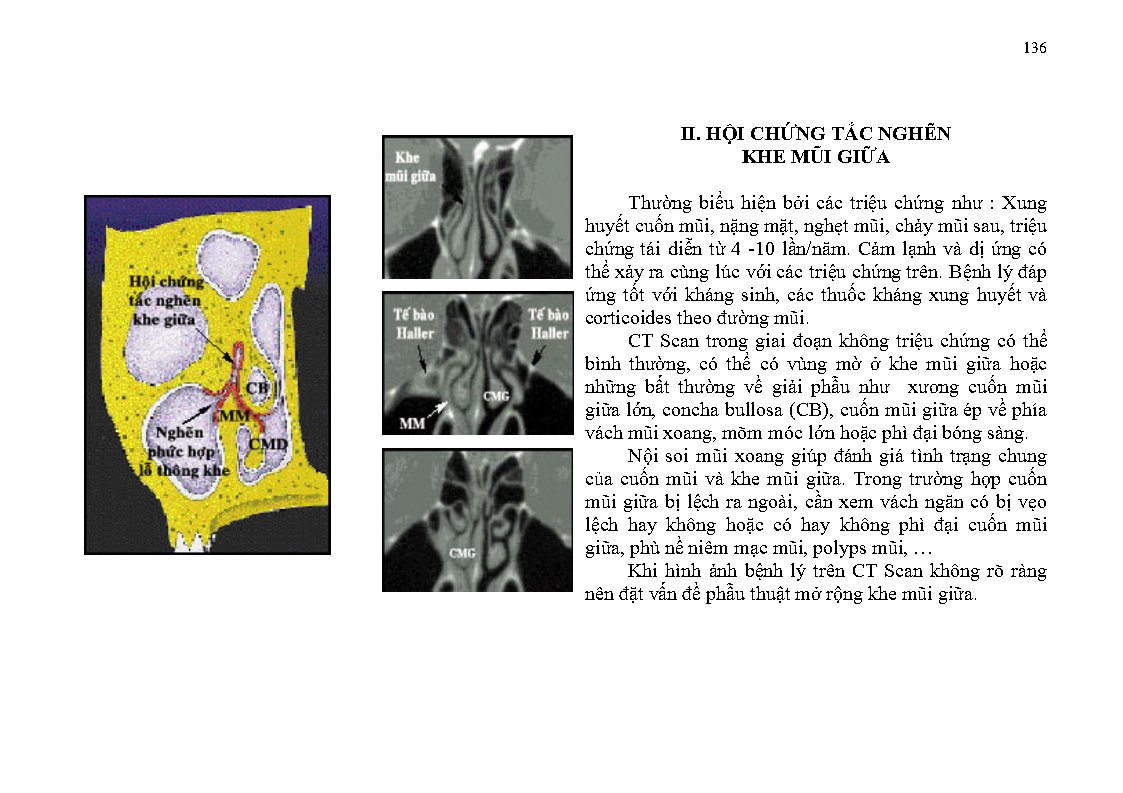 136
Hội chứng
tắc nghẽn
khe giữa
CB
MM
Nghẽn
phức hợp
lỗ thông khe
CMD
Khe
mũi giữa
Tế bào
Haller
Tế bào
Haller
CMG
MM
CMG
II. HỘI CHỨNG TẮC NGHẼN
KHE MŨI GIỮA
Thường biểu hiện bởi các triệu chứng như : Xung
huyết cuốn mũi, nặng mặt, nghẹt mũi, chảy mũi sau, triệu
chứng tái diễn từ 4 -10 lần/năm. Cảm lạnh và dị ứng có
thể xảy ra cùng lúc với các triệu chứng trên. Bệnh lý đáp
ứng tốt với kháng sinh, các thuốc kháng xung huyết và
corticoides theo đường mũi.
CT Scan trong giai đoạn không triệu chứng có thể
bình thường, có thể có vùng mờ ở khe mũi giữa hoặc
những bất thường về giải phẫu như xương cuốn mũi
giữa lớn, concha bullosa (CB), cuốn mũi giữa ép về phía
vách mũi xoang, mõm móc lớn hoặc phì đại bóng sàng.
Nội soi mũi xoang giúp đánh giá tình trạng chung
của cuốn mũi và khe mũi giữa. Trong trường hợp cuốn
mũi giữa bị lệch ra ngoài, cần xem vách ngăn có bị vẹo
lệch hay không hoặc có hay không phì đại cuốn mũi
giữa, phù nề niêm mạc mũi, polyps mũi, …
Khi hình ảnh bệnh lý trên CT Scan không rõ ràng
nên đặt vấn đề phẫu thuật mở rộng khe mũi giữa.